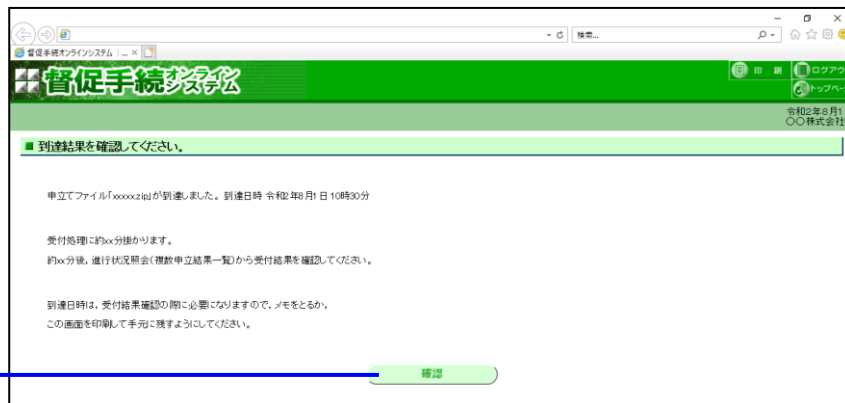 検索...
督促手続オンラインシステム | ... ×
督促手続オンラインシステム
印 刷
ログアウ
トップペー
令和2年8月1
〇〇株式会社
■ 到達結果を確認してください。
申立てファイル「xxxxx.zip」が到達しました。到達日時 令和2年8月1日10時30分
受付処理に約xx分掛かります。
約xx分後，進行状況照会（複数申立結果一覧）から受付結果を確認してください。
到達日時は，受付結果確認の際に必要になりますので，メモをとるか，
この画面を印刷して手元に残すようにしてください。
確認